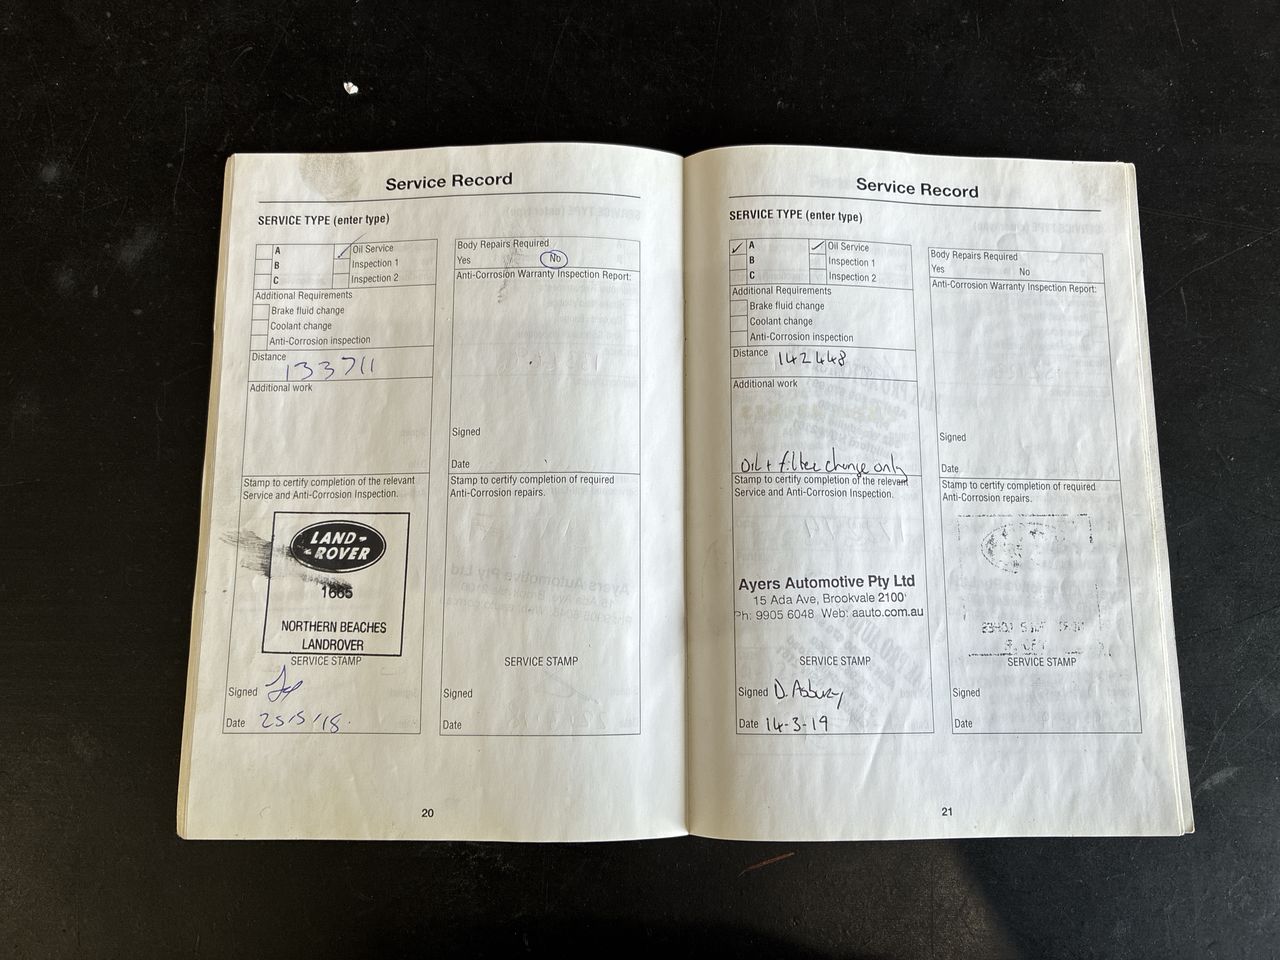 Service Record
SERVICE TYPE (enter type)
A
B
C
Oil Service
Inspection 1
Inspection 2
Additional Requirements
Brake fluid change
Coolant change
Anti-Corrosion inspection
Distance
133711
Additional work
Stamp to certify completion of the relevant
Service and Anti-Corrosion Inspection.
LAND-
-ROVER
1665
NORTHERN BEACHES
LANDROVER
SERVICE STAMP
Signed
Date 25/5/18.
Body Repairs Required
Yes No
Anti-Corrosion Warranty Inspection Report:
Signed
Date
Stamp to certify completion of required
Anti-Corrosion repairs.
SERVICE STAMP
Signed
Date
20
Service Record
SERVICE TYPE (enter type)
A
B
C
Oil Service
Inspection 1
Inspection 2
Additional Requirements
Brake fluid change
Coolant change
Anti-Corrosion inspection
Distance 142448
Additional work
Oil + filter change only
Stamp to certify completion of the relevant
Service and Anti-Corrosion Inspection.
Ayers Automotive Pty Ltd
15 Ada Ave, Brookvale 2100
Ph: 9905 6048 Web: aauto.com.au
SERVICE STAMP
Signed D. Asbury
Date 14-3-19
Body Repairs Required
Yes No
Anti-Corrosion Warranty Inspection Report:
Signed
Date
Stamp to certify completion of required
Anti-Corrosion repairs.
SERVICE STAMP
Signed
Date
21